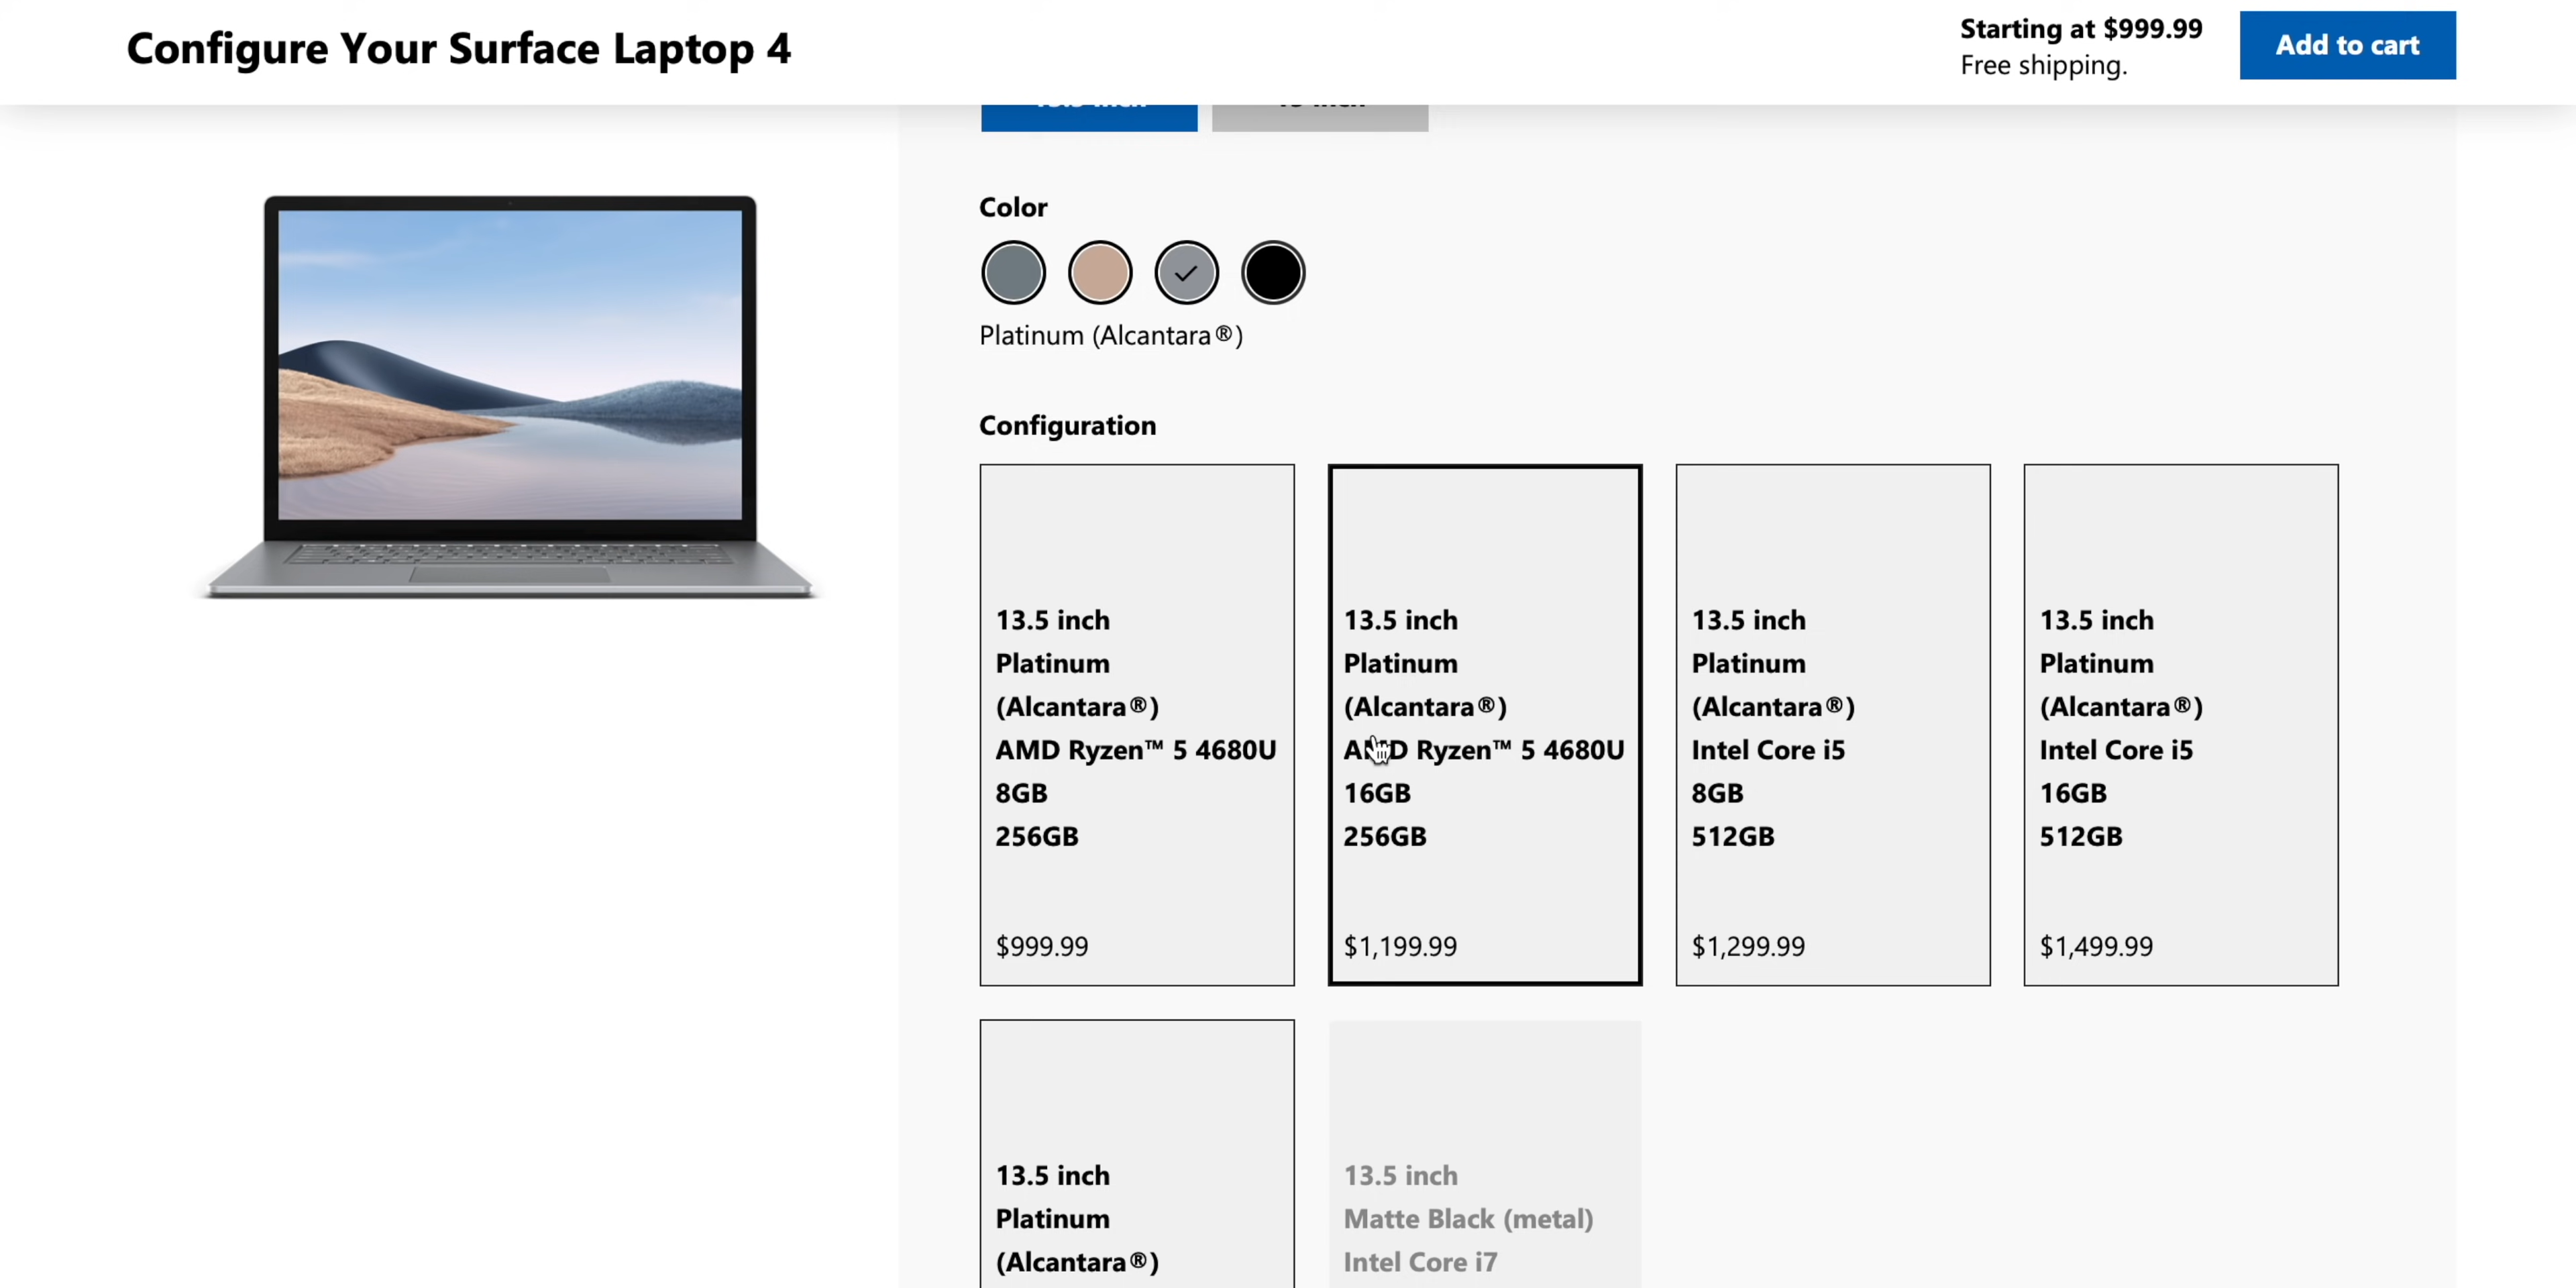 Configure Your Surface Laptop 4
Starting at $999.99
Free shipping.
Add to cart
Color
Platinum (Alcantara®)
Configuration
13.5 inch
Platinum
(Alcantara®)
AMD Ryzen™ 5 4680U
8GB
256GB
$999.99
13.5 inch
Platinum
(Alcantara®)
AMD Ryzen™ 5 4680U
16GB
256GB
$1,199.99
13.5 inch
Platinum
(Alcantara®)
Intel Core i5
8GB
512GB
$1,299.99
13.5 inch
Platinum
(Alcantara®)
Intel Core i5
16GB
512GB
$1,499.99
13.5 inch
Platinum
(Alcantara®)
13.5 inch
Matte Black (metal)
Intel Core i7